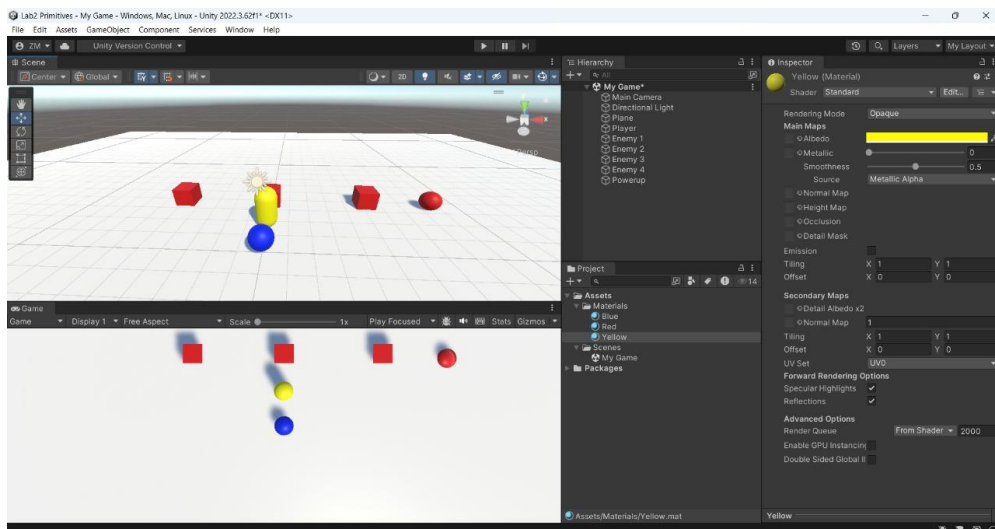 Lab2 Primitives - My Game - Windows, Mac, Linux - Unity 2022.3.62f1* <DX11>
File Edit Assets GameObject Component Services Window Help
ZM Unity Version Control Layers My Layout
Scene
Center Global 2D
Persp
Game
Game Display 1 Free Aspect Scale 1x Play Focused Stats Gizmos
Hierarchy
All
My Game*
Main Camera
Directional Light
Plane
Player
Enemy 1
Enemy 2
Enemy 3
Enemy 4
Powerup
Project
14
Assets
Materials
Blue
Red
Yellow
Scenes
My Game
Packages
Assets/Materials/Yellow.mat
Inspector
Yellow (Material)
Shader Standard Edit...
Rendering Mode Opaque
Main Maps
Albedo
Metallic 0
Smoothness 0.5
Source Metallic Alpha
Normal Map
Height Map
Occlusion
Detail Mask
Emission
Tiling X 1 Y 1
Offset X 0 Y 0
Secondary Maps
Detail Albedo x2
Normal Map 1
Tiling X 1 Y 1
Offset X 0 Y 0
UV Set UV0
Forward Rendering Options
Specular Highlights
Reflections
Advanced Options
Render Queue From Shader 2000
Enable GPU Instancing
Double Sided Global Il
Yellow